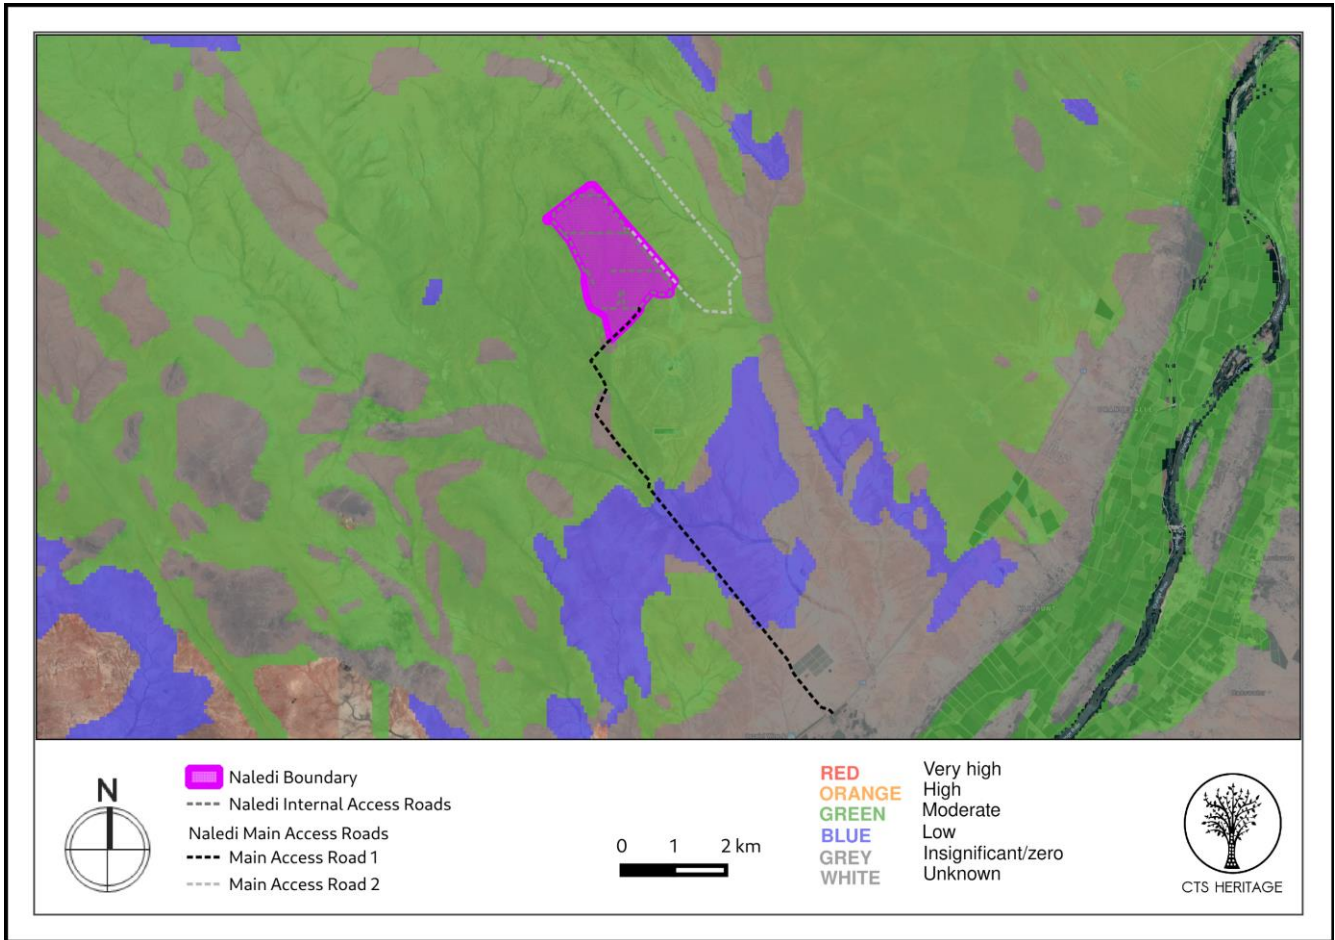 N
Naledi Boundary
Naledi Internal Access Roads
Naledi Main Access Roads
Main Access Road 1
Main Access Road 2
0 1 2 km
RED Very high
ORANGE High
GREEN Moderate
BLUE Low
GREY Insignificant/zero
WHITE Unknown
CTS HERITAGE